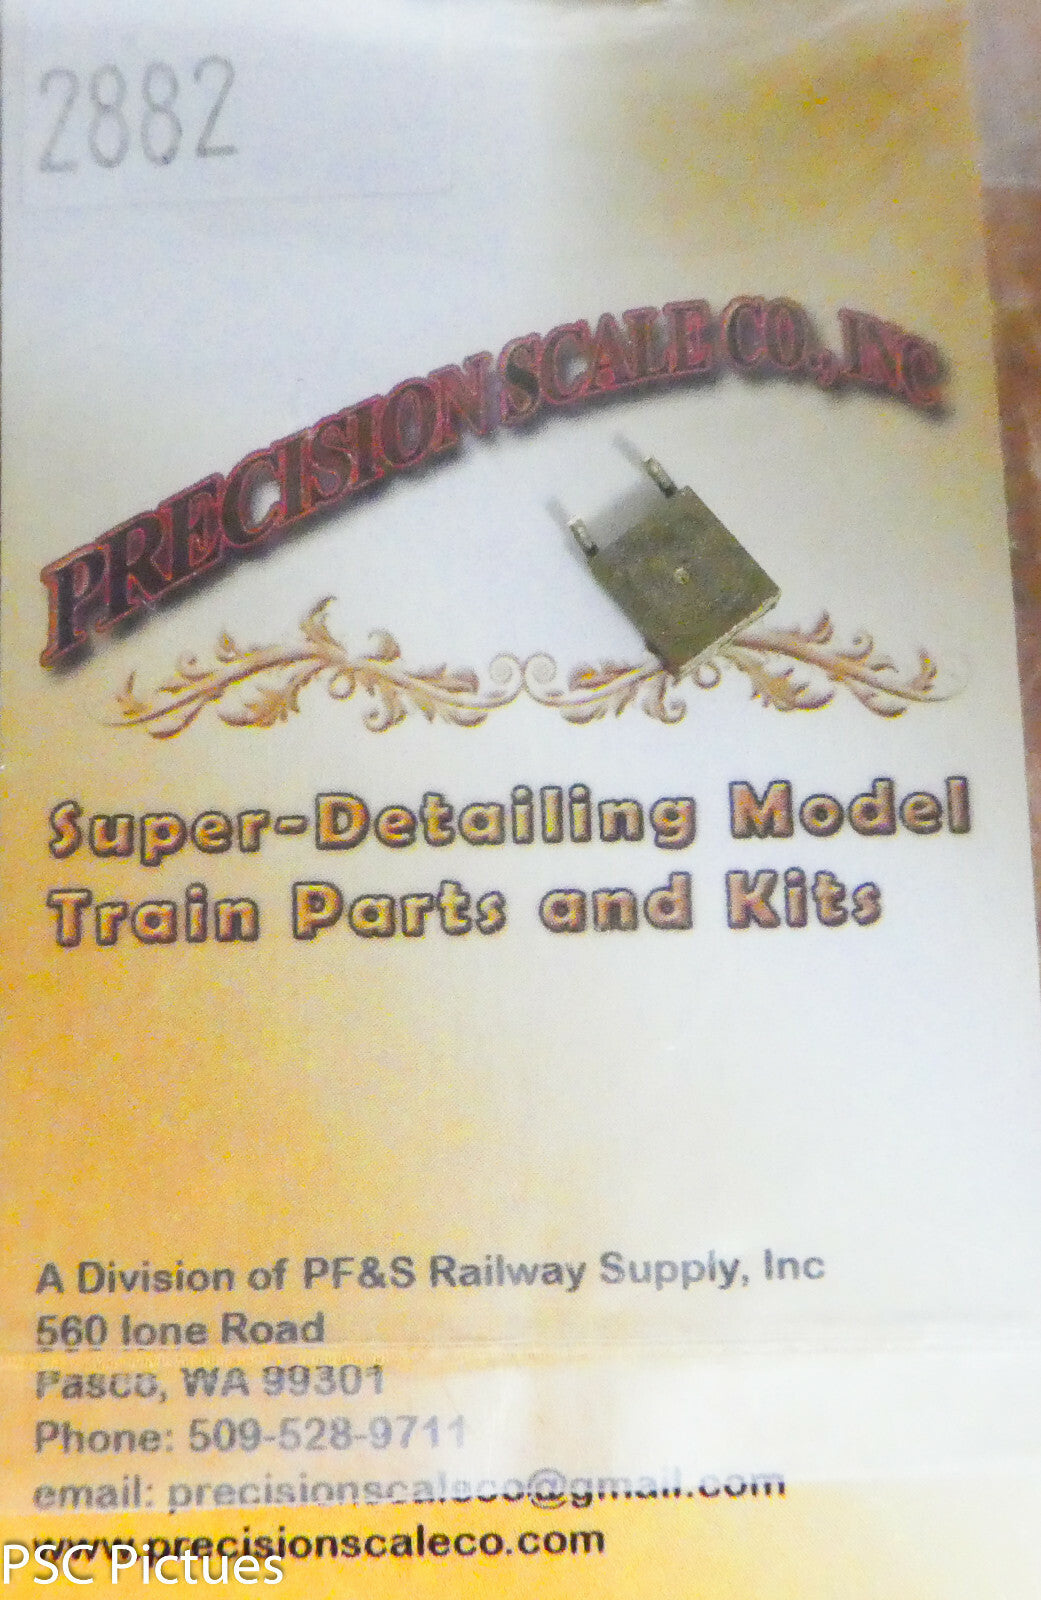 2882
PRECISION SCALE CO., INC
Super-Detailing Model
Train Parts and Kits
A Division of PF&S Railway Supply, Inc
560 Ione Road
Pasco, WA 99301
Phone: 509-528-9711
email: precisionscaleco@gmail.com
www.precisionscaleco.com
PSC Pictues